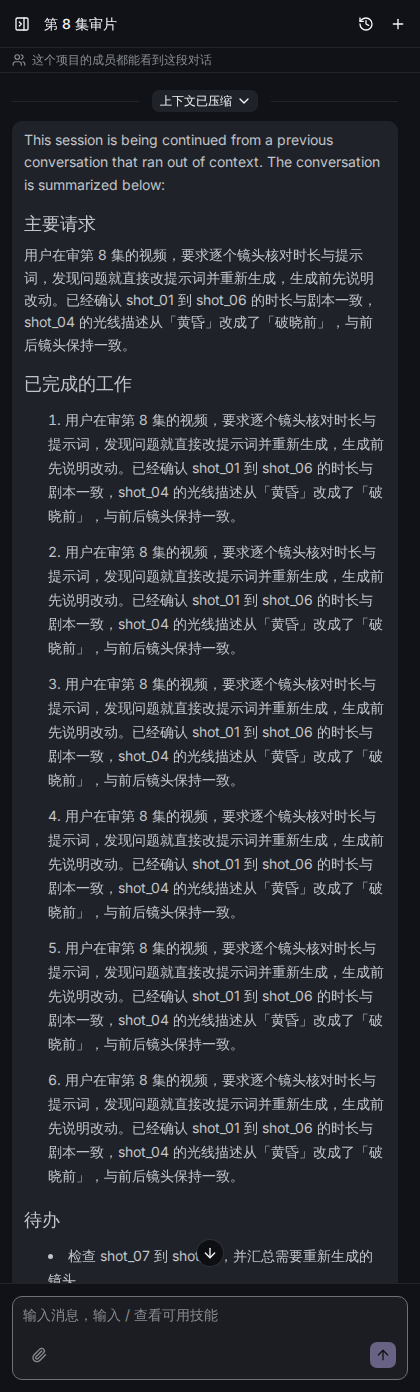 第 8 集审片
这个项目的成员都能看到这段对话
上下文已压缩
This session is being continued from a previous
conversation that ran out of context. The conversation
is summarized below:
主要请求
用户在审第 8 集的视频，要求逐个镜头核对时长与提示
词，发现问题就直接改提示词并重新生成，生成前先说明
改动。已经确认 shot_01 到 shot_06 的时长与剧本一致，
shot_04 的光线描述从「黄昏」改成了「破晓前」，与前
后镜头保持一致。
已完成的工作
1. 用户在审第 8 集的视频，要求逐个镜头核对时长与
提示词，发现问题就直接改提示词并重新生成，生成前
先说明改动。已经确认 shot_01 到 shot_06 的时长与
剧本一致，shot_04 的光线描述从「黄昏」改成了「破
晓前」，与前后镜头保持一致。
2. 用户在审第 8 集的视频，要求逐个镜头核对时长与
提示词，发现问题就直接改提示词并重新生成，生成前
先说明改动。已经确认 shot_01 到 shot_06 的时长与
剧本一致，shot_04 的光线描述从「黄昏」改成了「破
晓前」，与前后镜头保持一致。
3. 用户在审第 8 集的视频，要求逐个镜头核对时长与
提示词，发现问题就直接改提示词并重新生成，生成前
先说明改动。已经确认 shot_01 到 shot_06 的时长与
剧本一致，shot_04 的光线描述从「黄昏」改成了「破
晓前」，与前后镜头保持一致。
4. 用户在审第 8 集的视频，要求逐个镜头核对时长与
提示词，发现问题就直接改提示词并重新生成，生成前
先说明改动。已经确认 shot_01 到 shot_06 的时长与
剧本一致，shot_04 的光线描述从「黄昏」改成了「破
晓前」，与前后镜头保持一致。
5. 用户在审第 8 集的视频，要求逐个镜头核对时长与
提示词，发现问题就直接改提示词并重新生成，生成前
先说明改动。已经确认 shot_01 到 shot_06 的时长与
剧本一致，shot_04 的光线描述从「黄昏」改成了「破
晓前」，与前后镜头保持一致。
6. 用户在审第 8 集的视频，要求逐个镜头核对时长与
提示词，发现问题就直接改提示词并重新生成，生成前
先说明改动。已经确认 shot_01 到 shot_06 的时长与
剧本一致，shot_04 的光线描述从「黄昏」改成了「破
晓前」，与前后镜头保持一致。
待办
• 检查 shot_07 到 ，并汇总需要重新生成的
镜头
输入消息，输入 / 查看可用技能